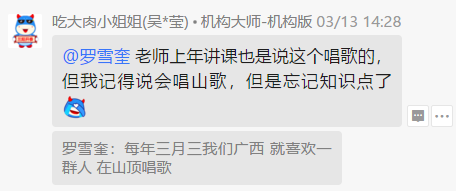 吃大肉小姐姐(吴*莹)•机构大师-机构版 03/13 14:28
@罗雪奎 老师上年讲课也是说这个唱歌的,
但我记得说会唱山歌，但是忘记知识点了
罗雪奎：每年三月三我们广西 就喜欢一
群人 在山顶唱歌